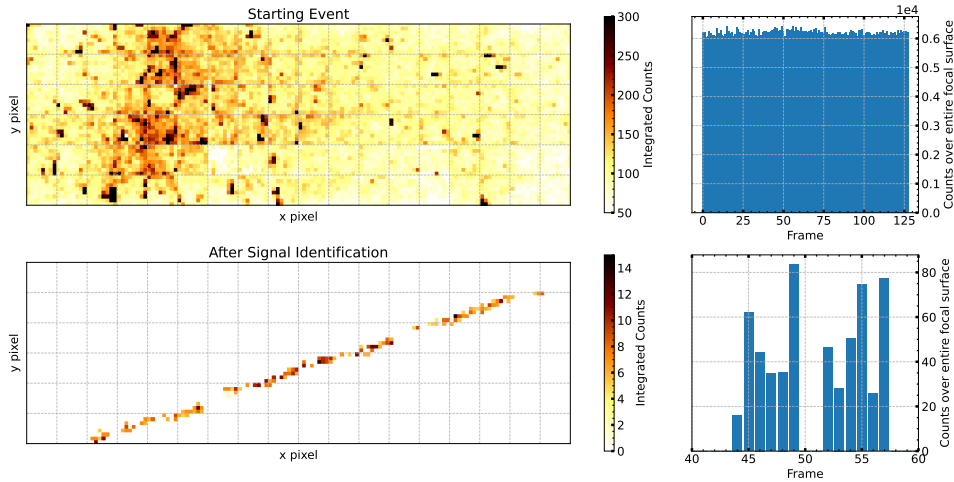 Starting Event
y pixel
x pixel
300
250
200
150
100
50
Integrated Counts
1e4
0.6
0.5
0.4
0.3
0.2
0.1
0.0
0 25 50 75 100 125
Frame
Counts over entire focal surface
After Signal Identification
y pixel
x pixel
14
12
10
8
6
4
2
0
Integrated Counts
80
60
40
20
0
40 45 50 55 60
Frame
Counts over entire focal surface